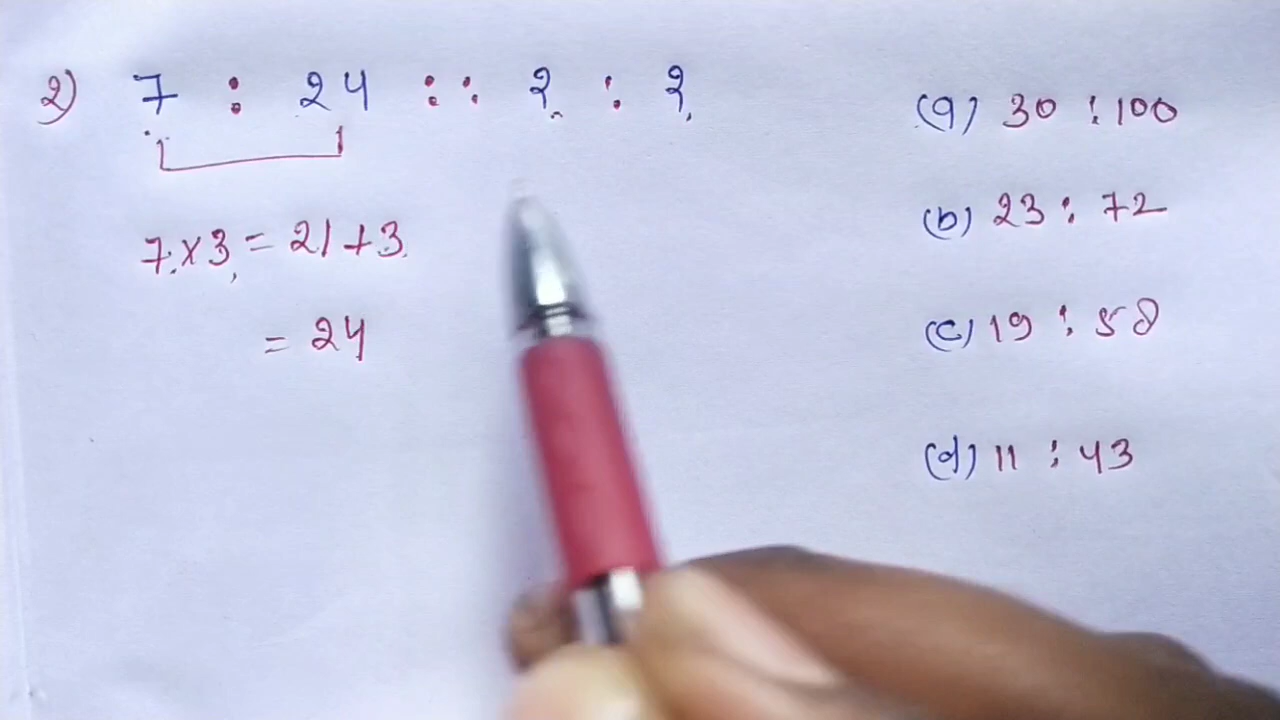 2) 7 : 24 :: ? : ?
7 x 3 = 21 + 3
= 24
(a) 30 : 100
(b) 23 : 72
(c) 19 : 58
(d) 11 : 43